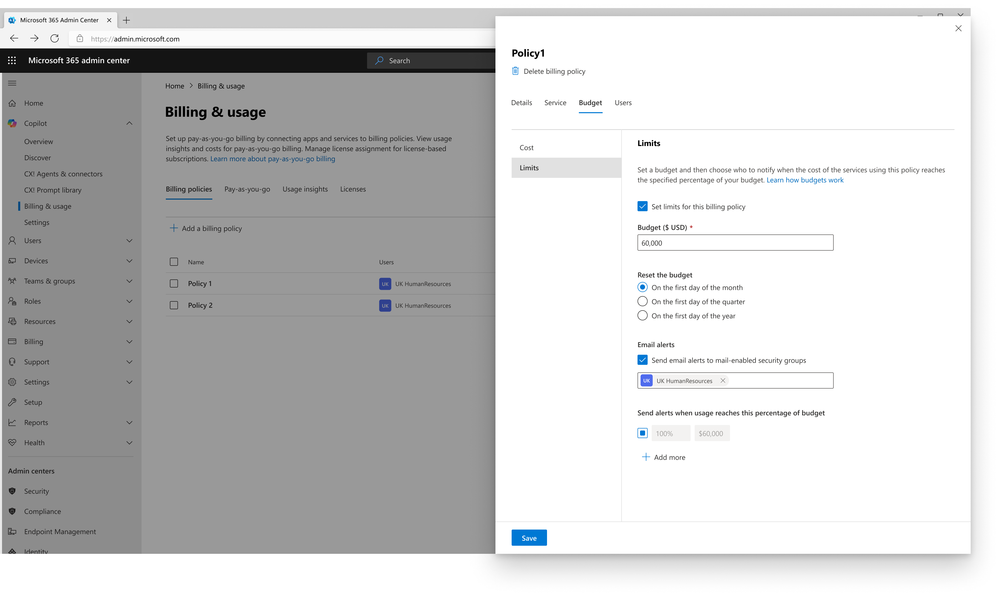 Microsoft 365 Admin Center
https://admin.microsoft.com
Microsoft 365 admin center
Search
Home
Copilot
Overview
Discover
CX! Agents & connectors
CX! Prompt library
Billing & usage
Settings
Users
Devices
Teams & groups
Roles
Resources
Billing
Support
Settings
Setup
Reports
Health
Admin centers
Security
Compliance
Endpoint Management
Identity
Home > Billing & usage
Billing & usage
Set up pay-as-you-go billing by connecting apps and services to billing policies. View usage
insights and costs for pay-as-you-go billing. Manage license assignment for license-based
subscriptions. Learn more about pay-as-you-go billing
Billing policies Pay-as-you-go Usage insights Licenses
Add a billing policy
Name Users
Policy 1 UK UK HumanResources
Policy 2 UK UK HumanResources
Policy1
Delete billing policy
Details Service Budget Users
Cost
Limits
Limits
Set a budget and then choose who to notify when the cost of the services using this policy reaches
the specified percentage of your budget. Learn how budgets work
Set limits for this billing policy
Budget ($ USD) *
60,000
Reset the budget
On the first day of the month
On the first day of the quarter
On the first day of the year
Email alerts
Send email alerts to mail-enabled security groups
UK UK HumanResources
Send alerts when usage reaches this percentage of budget
100% $60,000
Add more
Save